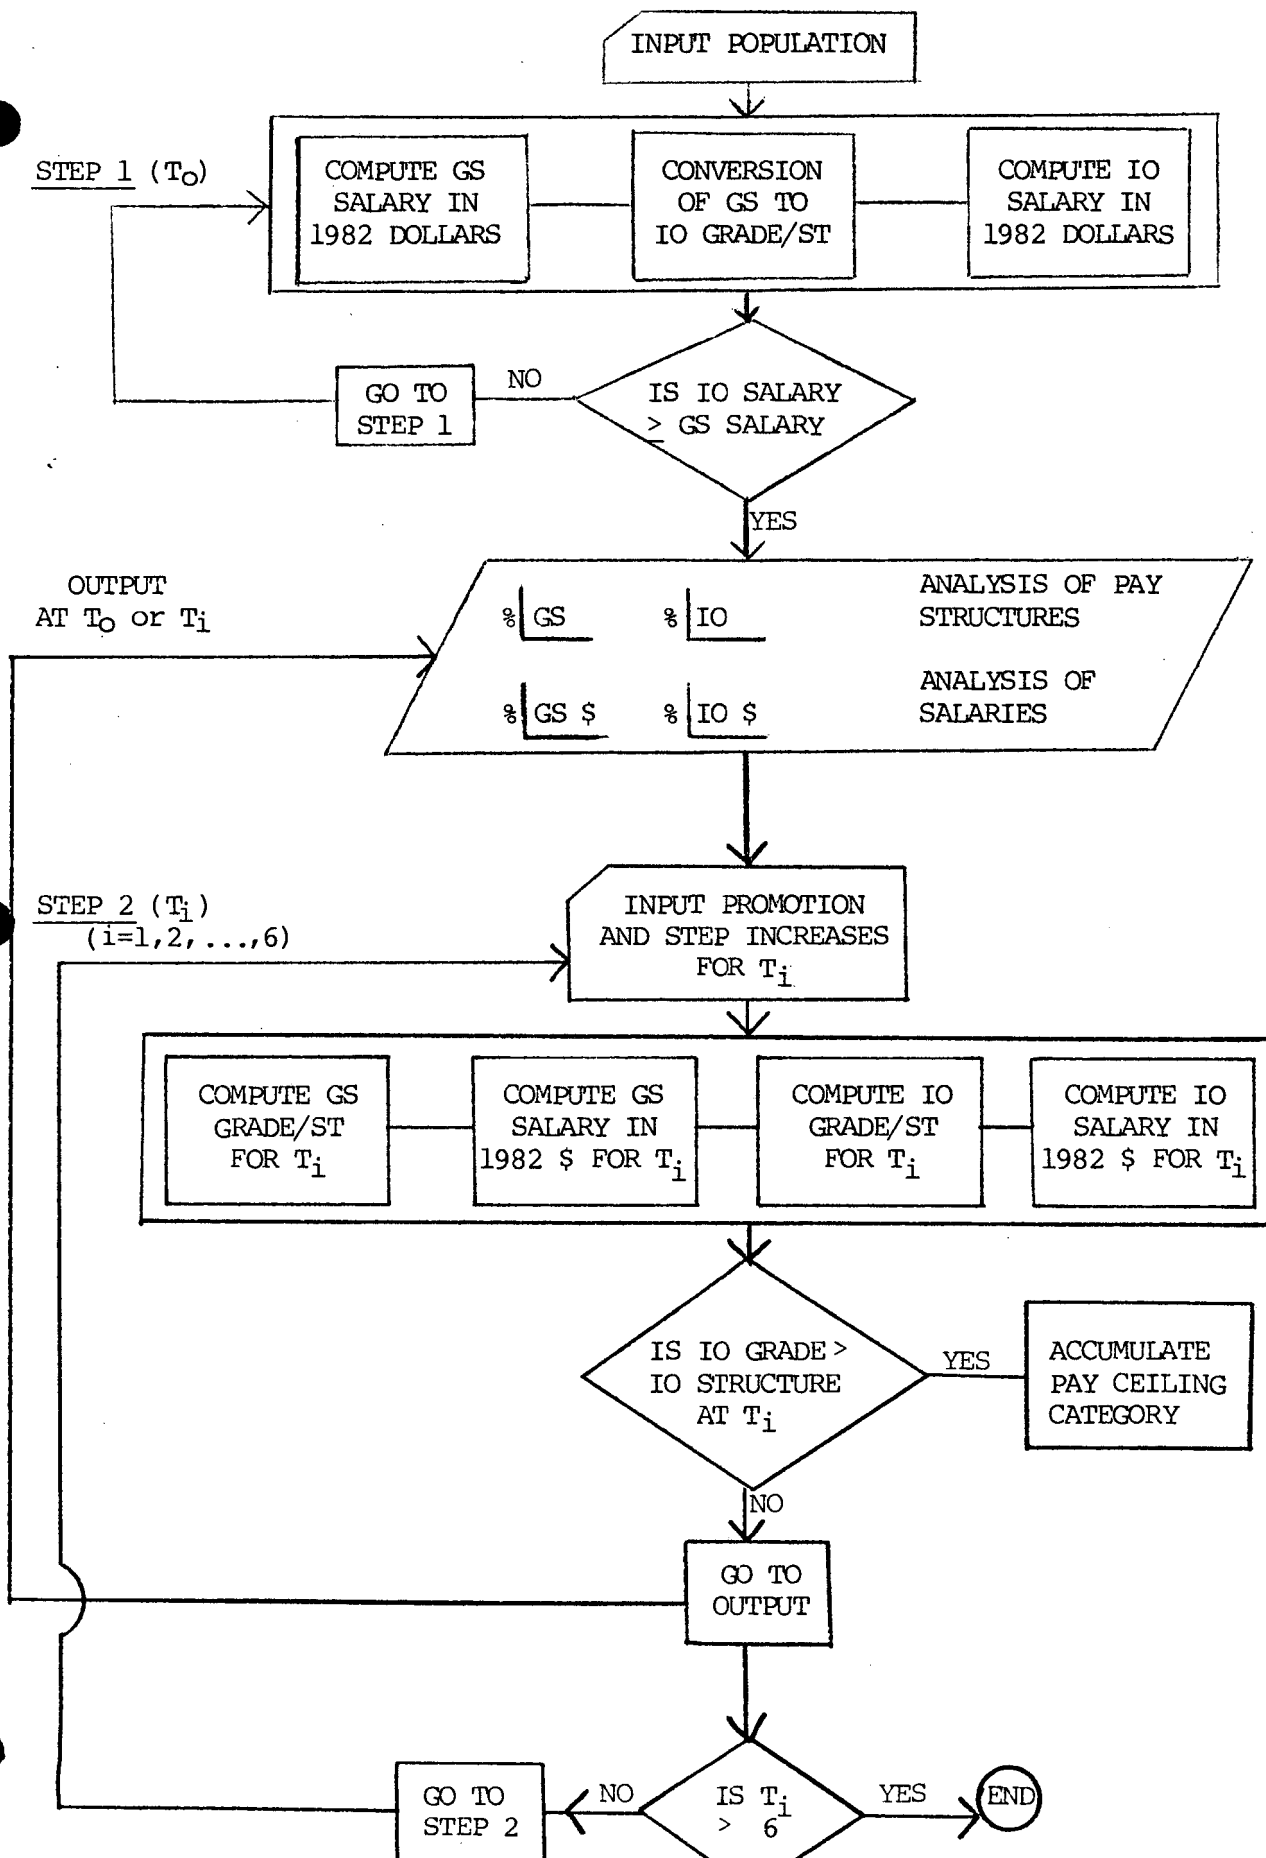 INPUT POPULATION
STEP 1 (To)
COMPUTE GS
SALARY IN
1982 DOLLARS
CONVERSION
OF GS TO
IO GRADE/ST
COMPUTE IO
SALARY IN
1982 DOLLARS
GO TO
STEP 1
NO
IS IO SALARY
≥ GS SALARY
YES
OUTPUT
AT To or Ti
% GS
% IO
ANALYSIS OF PAY
STRUCTURES
% GS $
% IO $
ANALYSIS OF
SALARIES
STEP 2 (Ti)
(i=1,2,...,6)
INPUT PROMOTION
AND STEP INCREASES
FOR Ti
COMPUTE GS
GRADE/ST
FOR Ti
COMPUTE GS
SALARY IN
1982 $ FOR Ti
COMPUTE IO
GRADE/ST
FOR Ti
COMPUTE IO
SALARY IN
1982 $ FOR Ti
IS IO GRADE >
IO STRUCTURE
AT Ti
YES
ACCUMULATE
PAY CEILING
CATEGORY
NO
GO TO
OUTPUT
GO TO
STEP 2
NO
IS Ti
> 6
YES
END